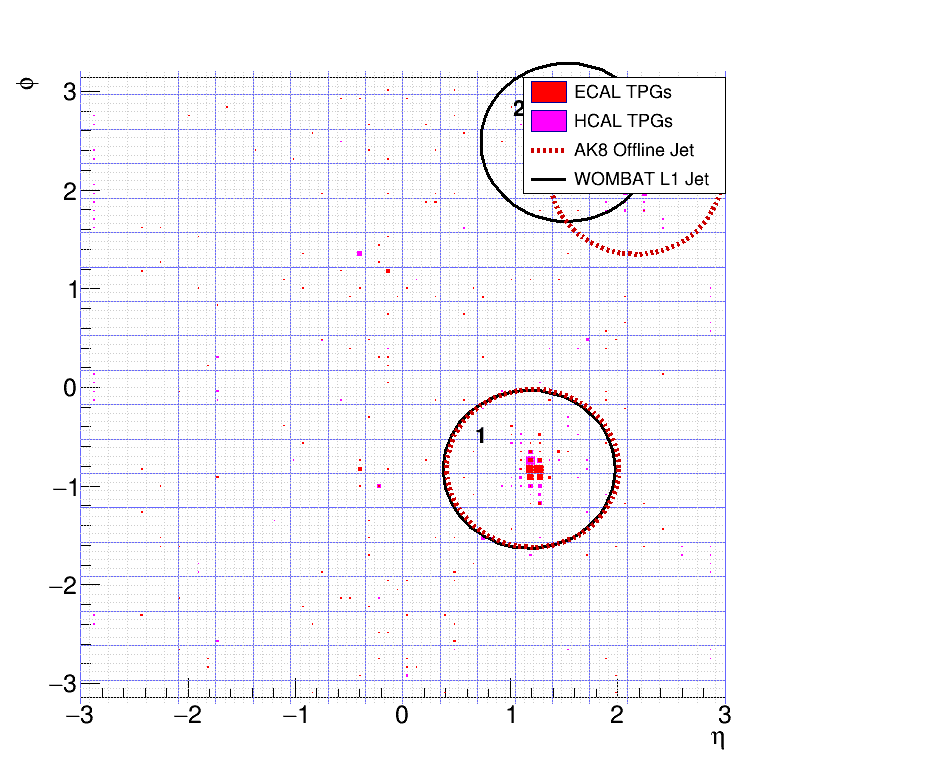 ϕ
3
2
1
0
−1
−2
−3
2
1
ECAL TPGs
HCAL TPGs
AK8 Offline Jet
WOMBAT L1 Jet
−3 −2 −1 0 1 2 3
η